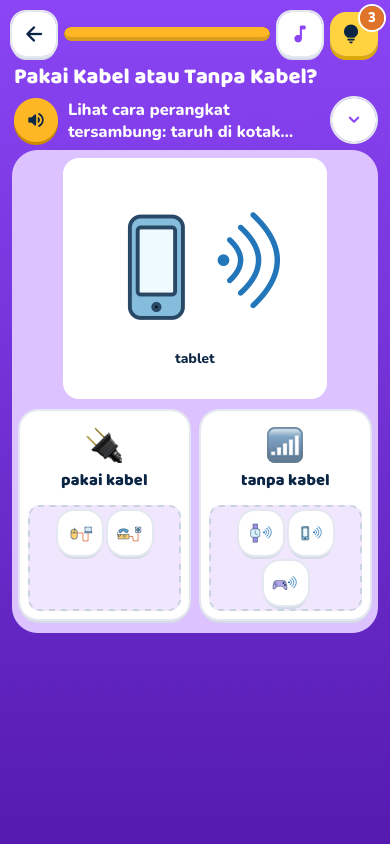 3
Pakai Kabel atau Tanpa Kabel?
Lihat cara perangkat
tersambung: taruh di kotak...
tablet
pakai kabel
tanpa kabel